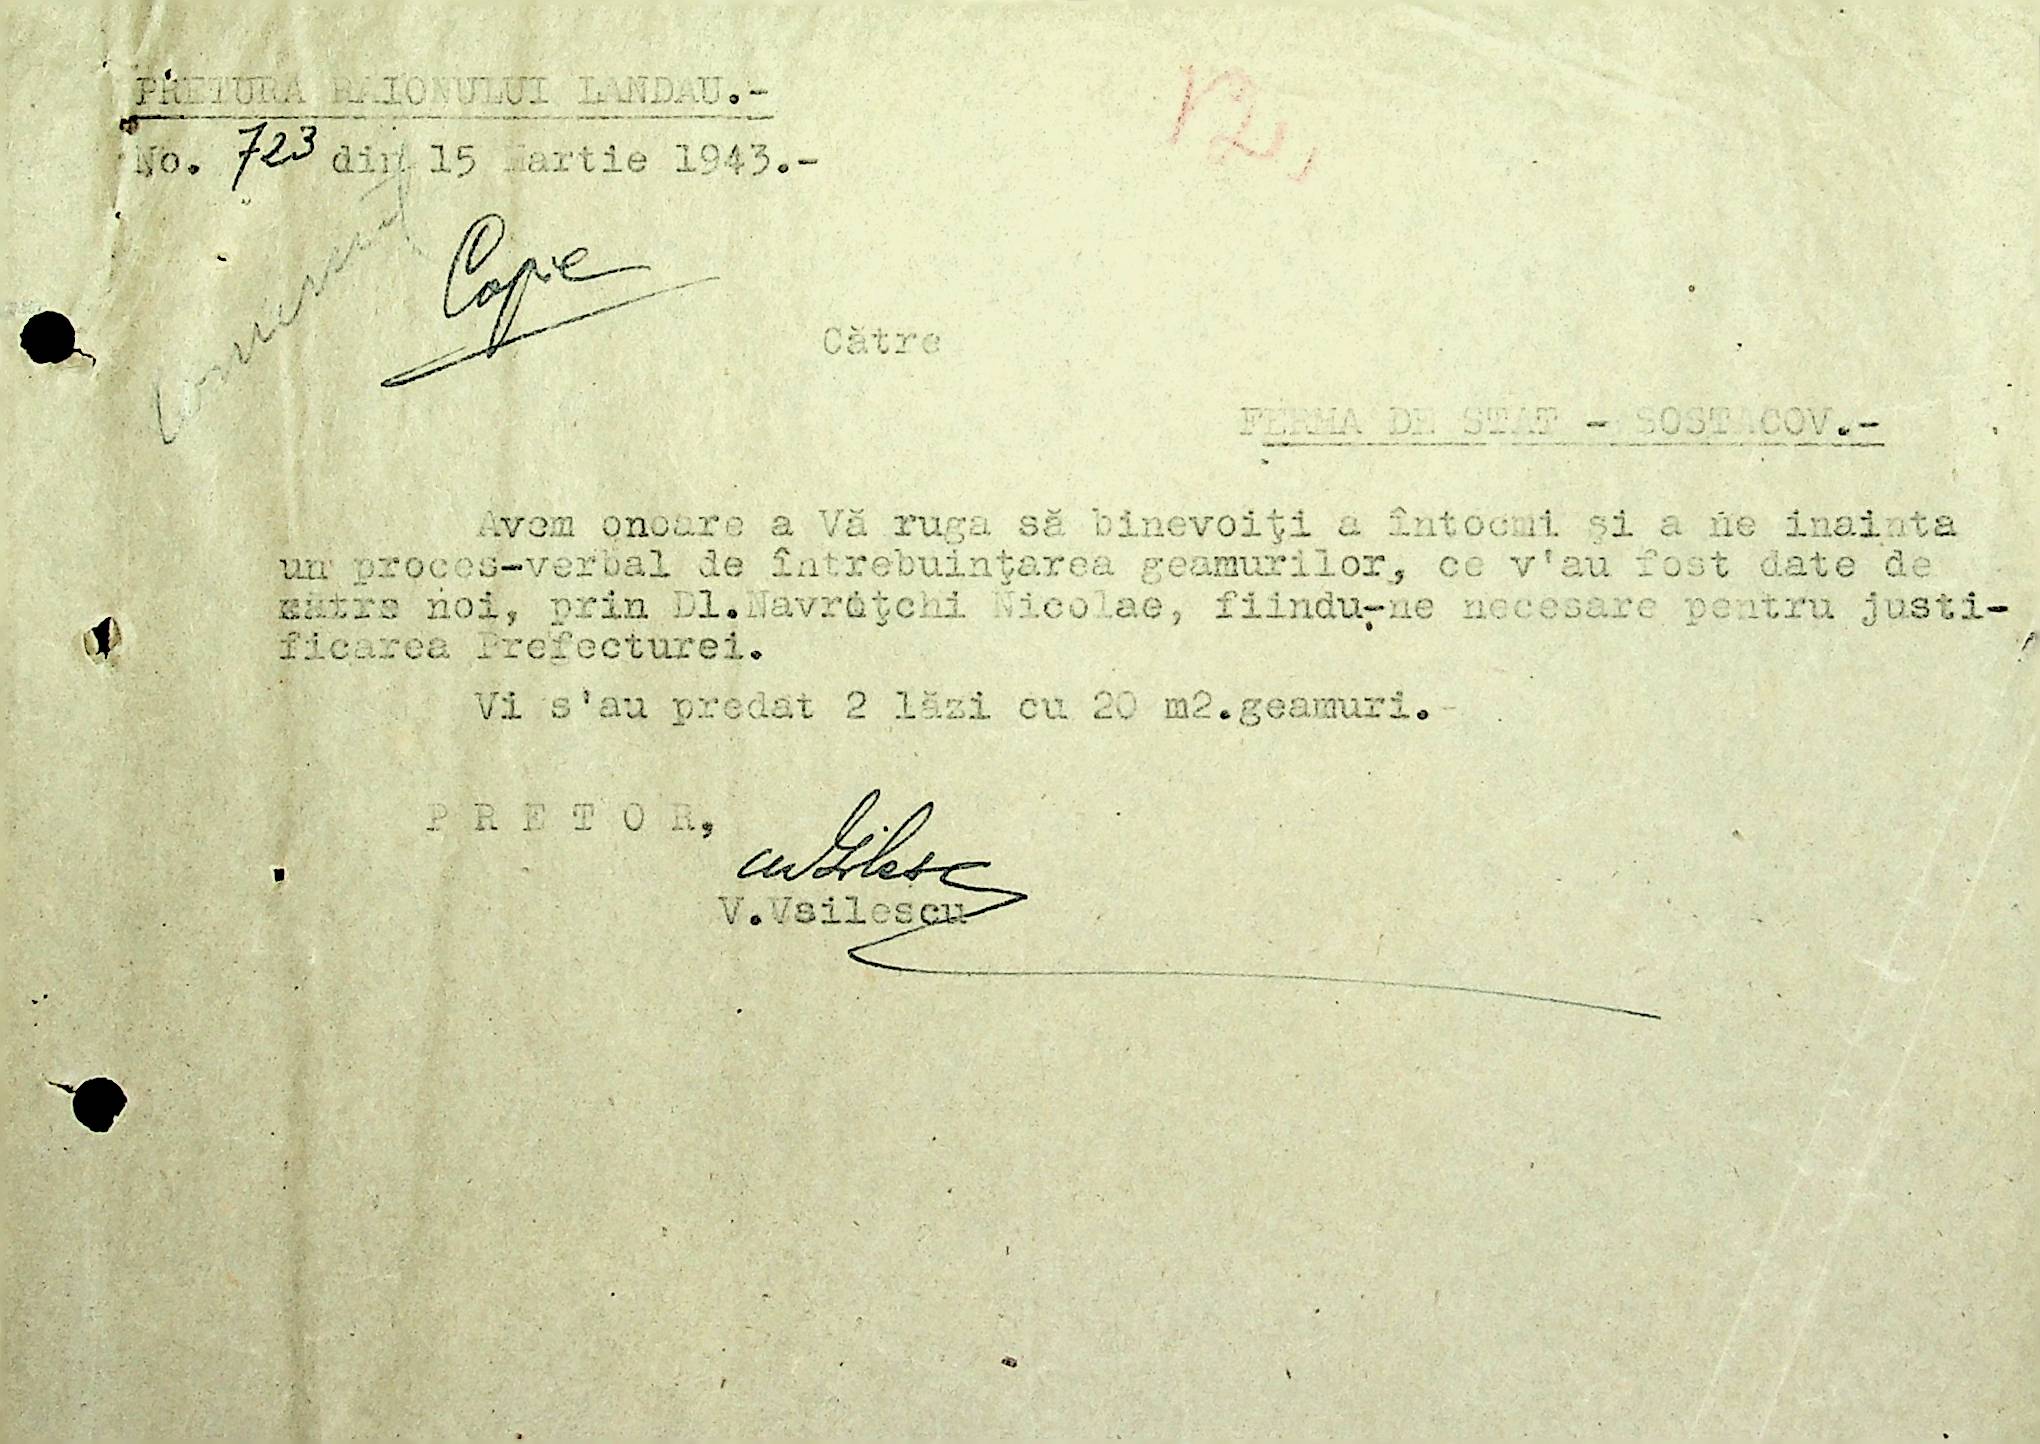 PRETURA RAIONULUI LANDAU.-
12
No. 723 din 15 Martie 1943.-
Copie
Către
FERMA DE STAT - SOSTACOV.-
Avem onoare a Vă ruga să binevoiţi a întocmi şi a ne inainta
un proces-verbal de întrebuinţarea geamurilor, ce v'au fost date de
către noi, prin Dl.Navroţchi Nicolae, fiindu-ne necesare pentru justi-
ficarea Prefecturei.
Vi s'au predat 2 lăzi cu 20 m2.geamuri.-
P R E T O R,
V.Vsilescu